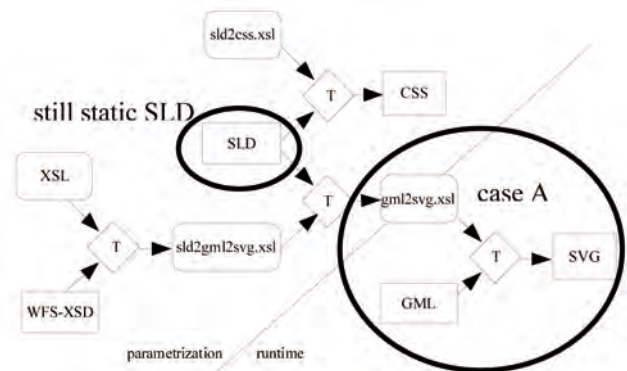 sld2css.xsl
T
CSS
still static SLD
SLD
XSL
T
gml2svg.xsl
case A
T
sld2gml2svg.xsl
T
SVG
WFS-XSD
GML
parametrization
runtime